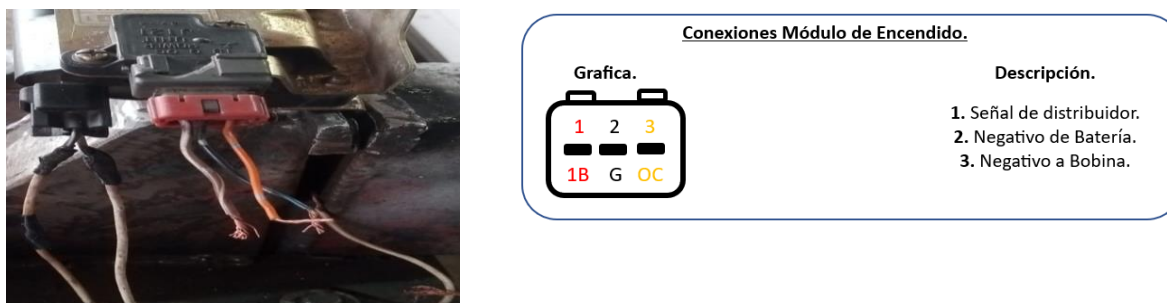 Conexiones Módulo de Encendido.
Grafica.
1 2 3
1B G OC
Descripción.
1. Señal de distribuidor.
2. Negativo de Batería.
3. Negativo a Bobina.